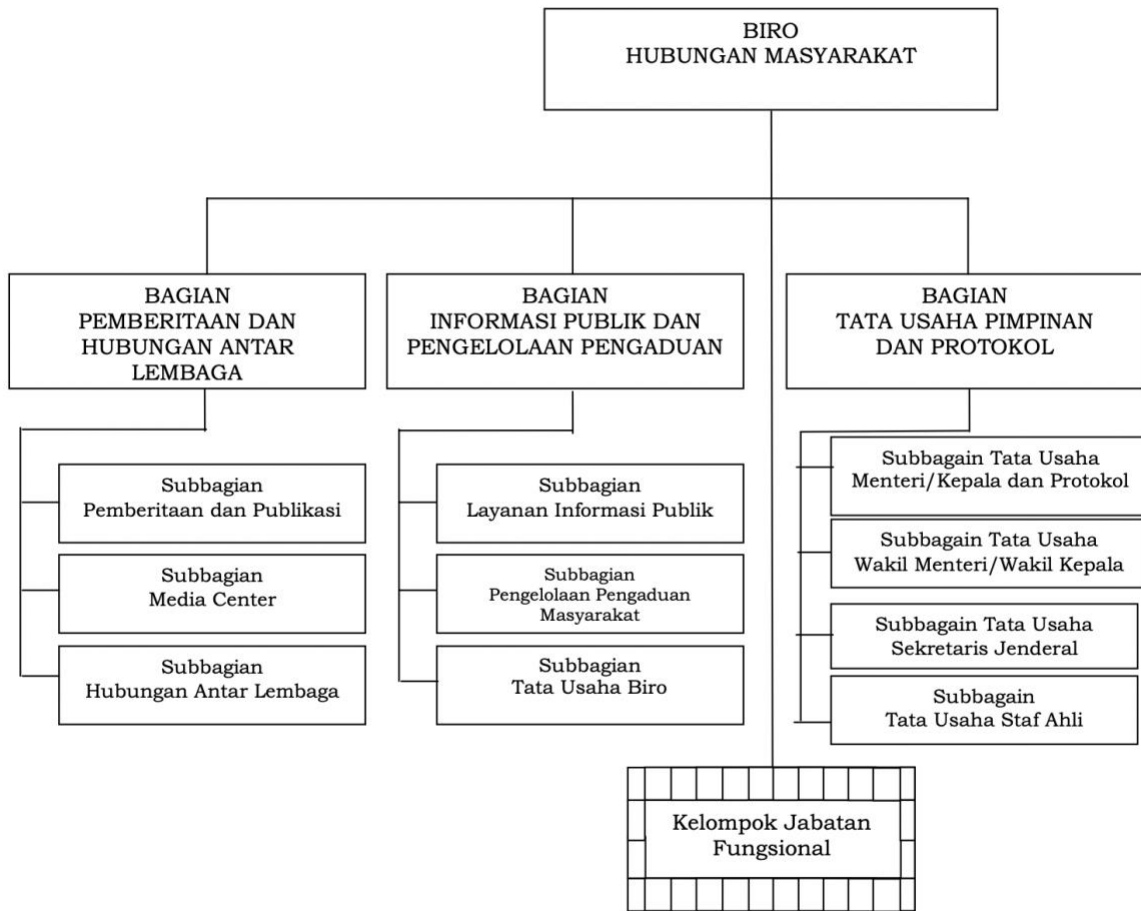 BIRO
HUBUNGAN MASYARAKAT
BAGIAN
PEMBERITAAN DAN
HUBUNGAN ANTAR
LEMBAGA
BAGIAN
INFORMASI PUBLIK DAN
PENGELOLAAN PENGADUAN
BAGIAN
TATA USAHA PIMPINAN
DAN PROTOKOL
Subbagian
Pemberitaan dan Publikasi
Subbagian
Media Center
Subbagian
Hubungan Antar Lembaga
Subbagian
Layanan Informasi Publik
Subbagian
Pengelolaan Pengaduan
Masyarakat
Subbagian
Tata Usaha Biro
Subbagain Tata Usaha
Menteri/Kepala dan Protokol
Subbagain Tata Usaha
Wakil Menteri/Wakil Kepala
Subbagain Tata Usaha
Sekretaris Jenderal
Subbagain
Tata Usaha Staf Ahli
Kelompok Jabatan
Fungsional